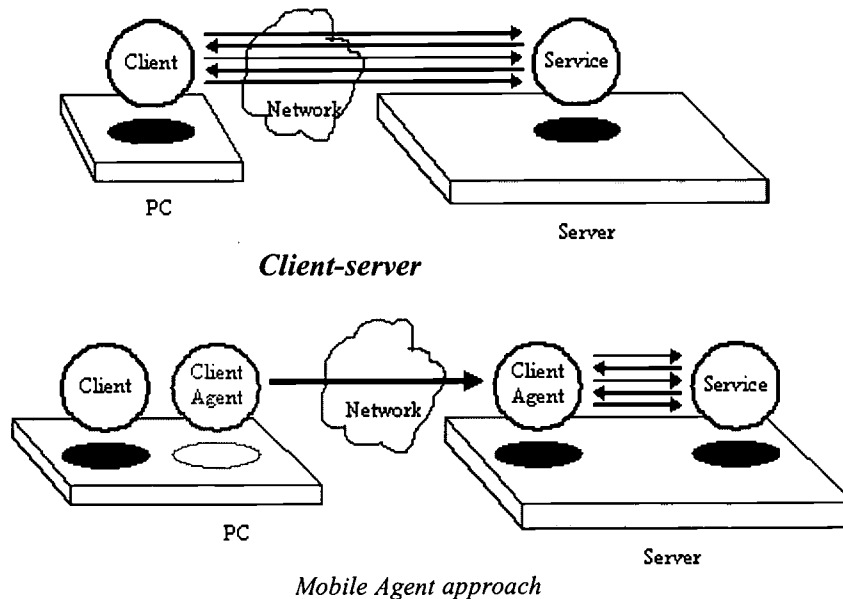 Client
Service
Network
PC
Server
Client-server
Client
Client
Agent
Network
Client
Agent
Service
PC
Server
Mobile Agent approach